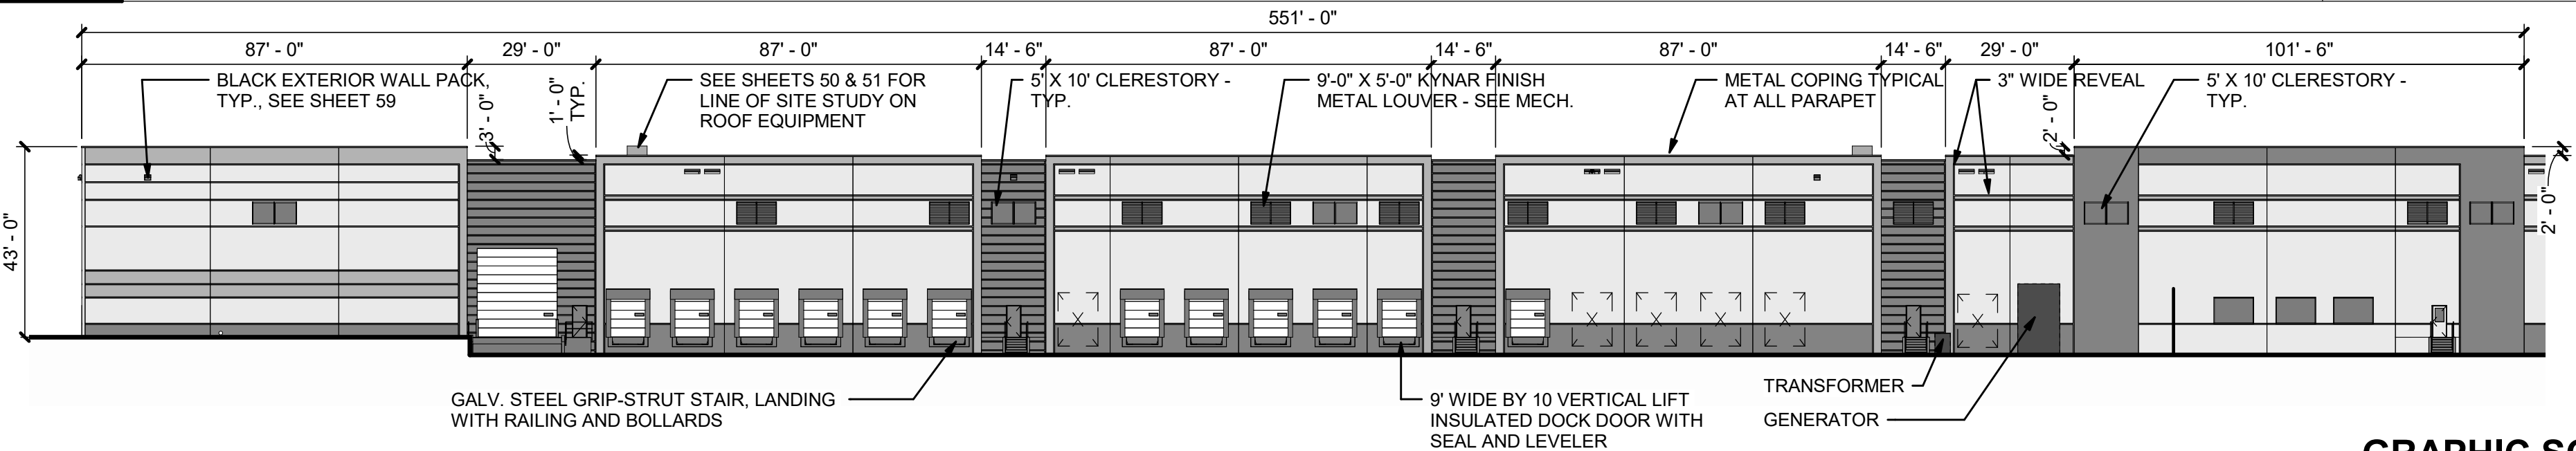 551' - 0"
87' - 0"
29' - 0"
87' - 0"
14' - 6"
87' - 0"
14' - 6"
87' - 0"
14' - 6"
29' - 0"
101' - 6"
BLACK EXTERIOR WALL PACK,
TYP., SEE SHEET 59
3' - 0"
1' - 0"
TYP.
SEE SHEETS 50 & 51 FOR
LINE OF SITE STUDY ON
ROOF EQUIPMENT
5' X 10' CLERESTORY -
TYP.
9'-0" X 5'-0" KYNAR FINISH
METAL LOUVER - SEE MECH.
METAL COPING TYPICAL
AT ALL PARAPET
3" WIDE REVEAL
2' - 0"
5' X 10' CLERESTORY -
TYP.
43' - 0"
2' - 0"
GALV. STEEL GRIP-STRUT STAIR, LANDING
WITH RAILING AND BOLLARDS
9' WIDE BY 10 VERTICAL LIFT
INSULATED DOCK DOOR WITH
SEAL AND LEVELER
TRANSFORMER
GENERATOR
GRAPHIC